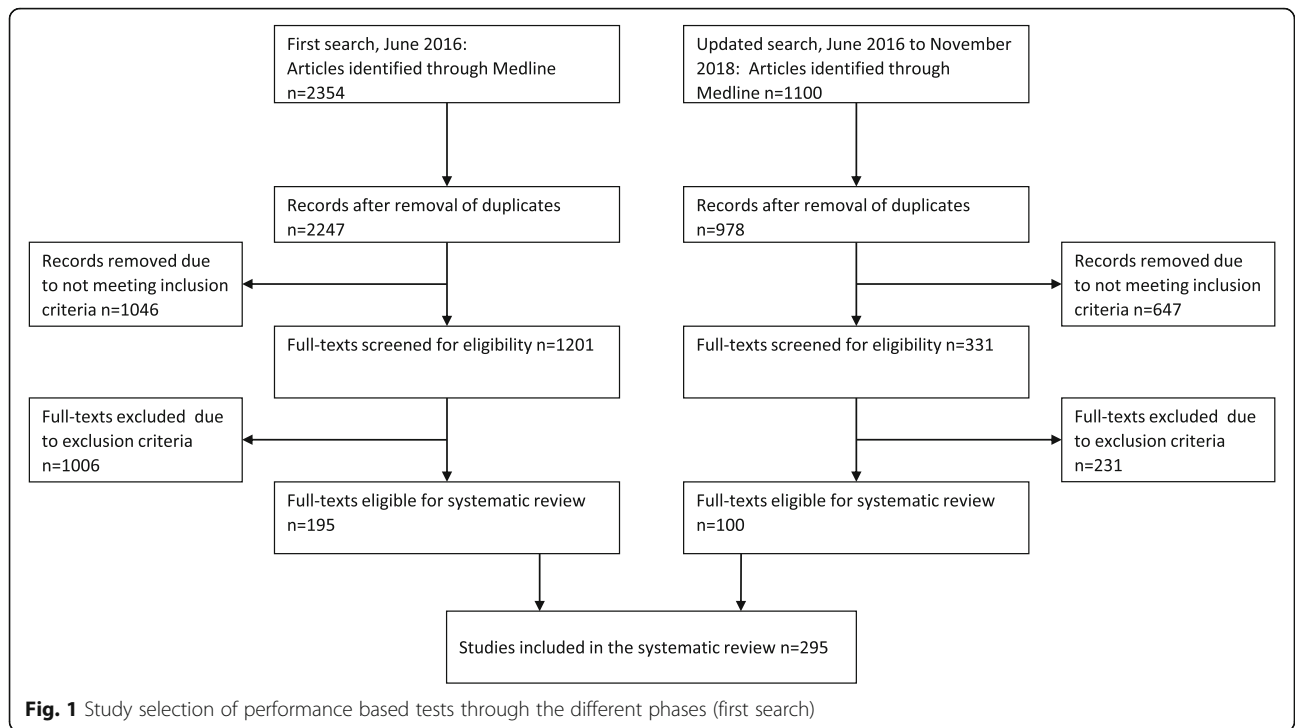 First search, June 2016:
Articles identified through Medline
n=2354
Updated search, June 2016 to November
2018:  Articles identified through
Medline n=1100
Records after removal of duplicates
n=2247
Records after removal of duplicates
n=978
Records removed due
to not meeting inclusion
criteria n=1046
Records removed due
to not meeting inclusion
criteria n=647
Full-texts screened for eligibility n=1201
Full-texts screened for eligibility n=331
Full-texts excluded  due
to exclusion criteria
n=1006
Full-texts excluded  due
to exclusion criteria
n=231
Full-texts eligible for systematic review
n=195
Full-texts eligible for systematic review
n=100
Studies included in the systematic review n=295
Fig. 1 Study selection of performance based tests through the different phases (first search)